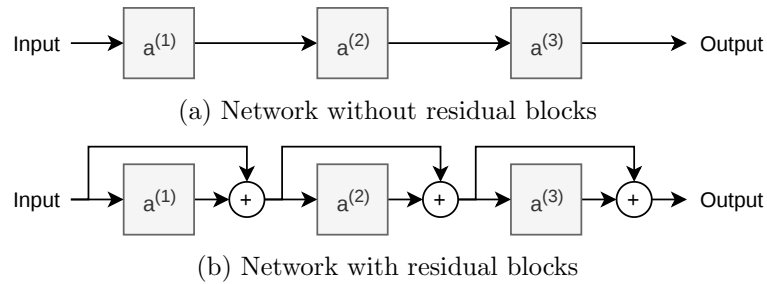 Input a(1) a(2) a(3) Output
(a) Network without residual blocks
Input a(1) + a(2) + a(3) + Output
(b) Network with residual blocks